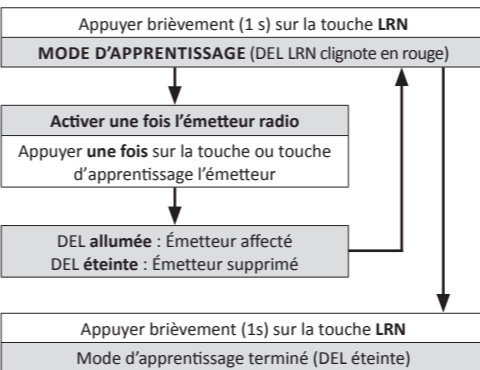 Appuyer brièvement (1 s) sur la touche LRN
MODE D'APPRENTISSAGE (DEL LRN clignote en rouge)
Activer une fois l'émetteur radio
Appuyer une fois sur la touche ou touche
d'apprentissage l'émetteur
DEL allumée : Émetteur affecté
DEL éteinte : Émetteur supprimé
Appuyer brièvement (1s) sur la touche LRN
Mode d'apprentissage terminé (DEL éteinte)